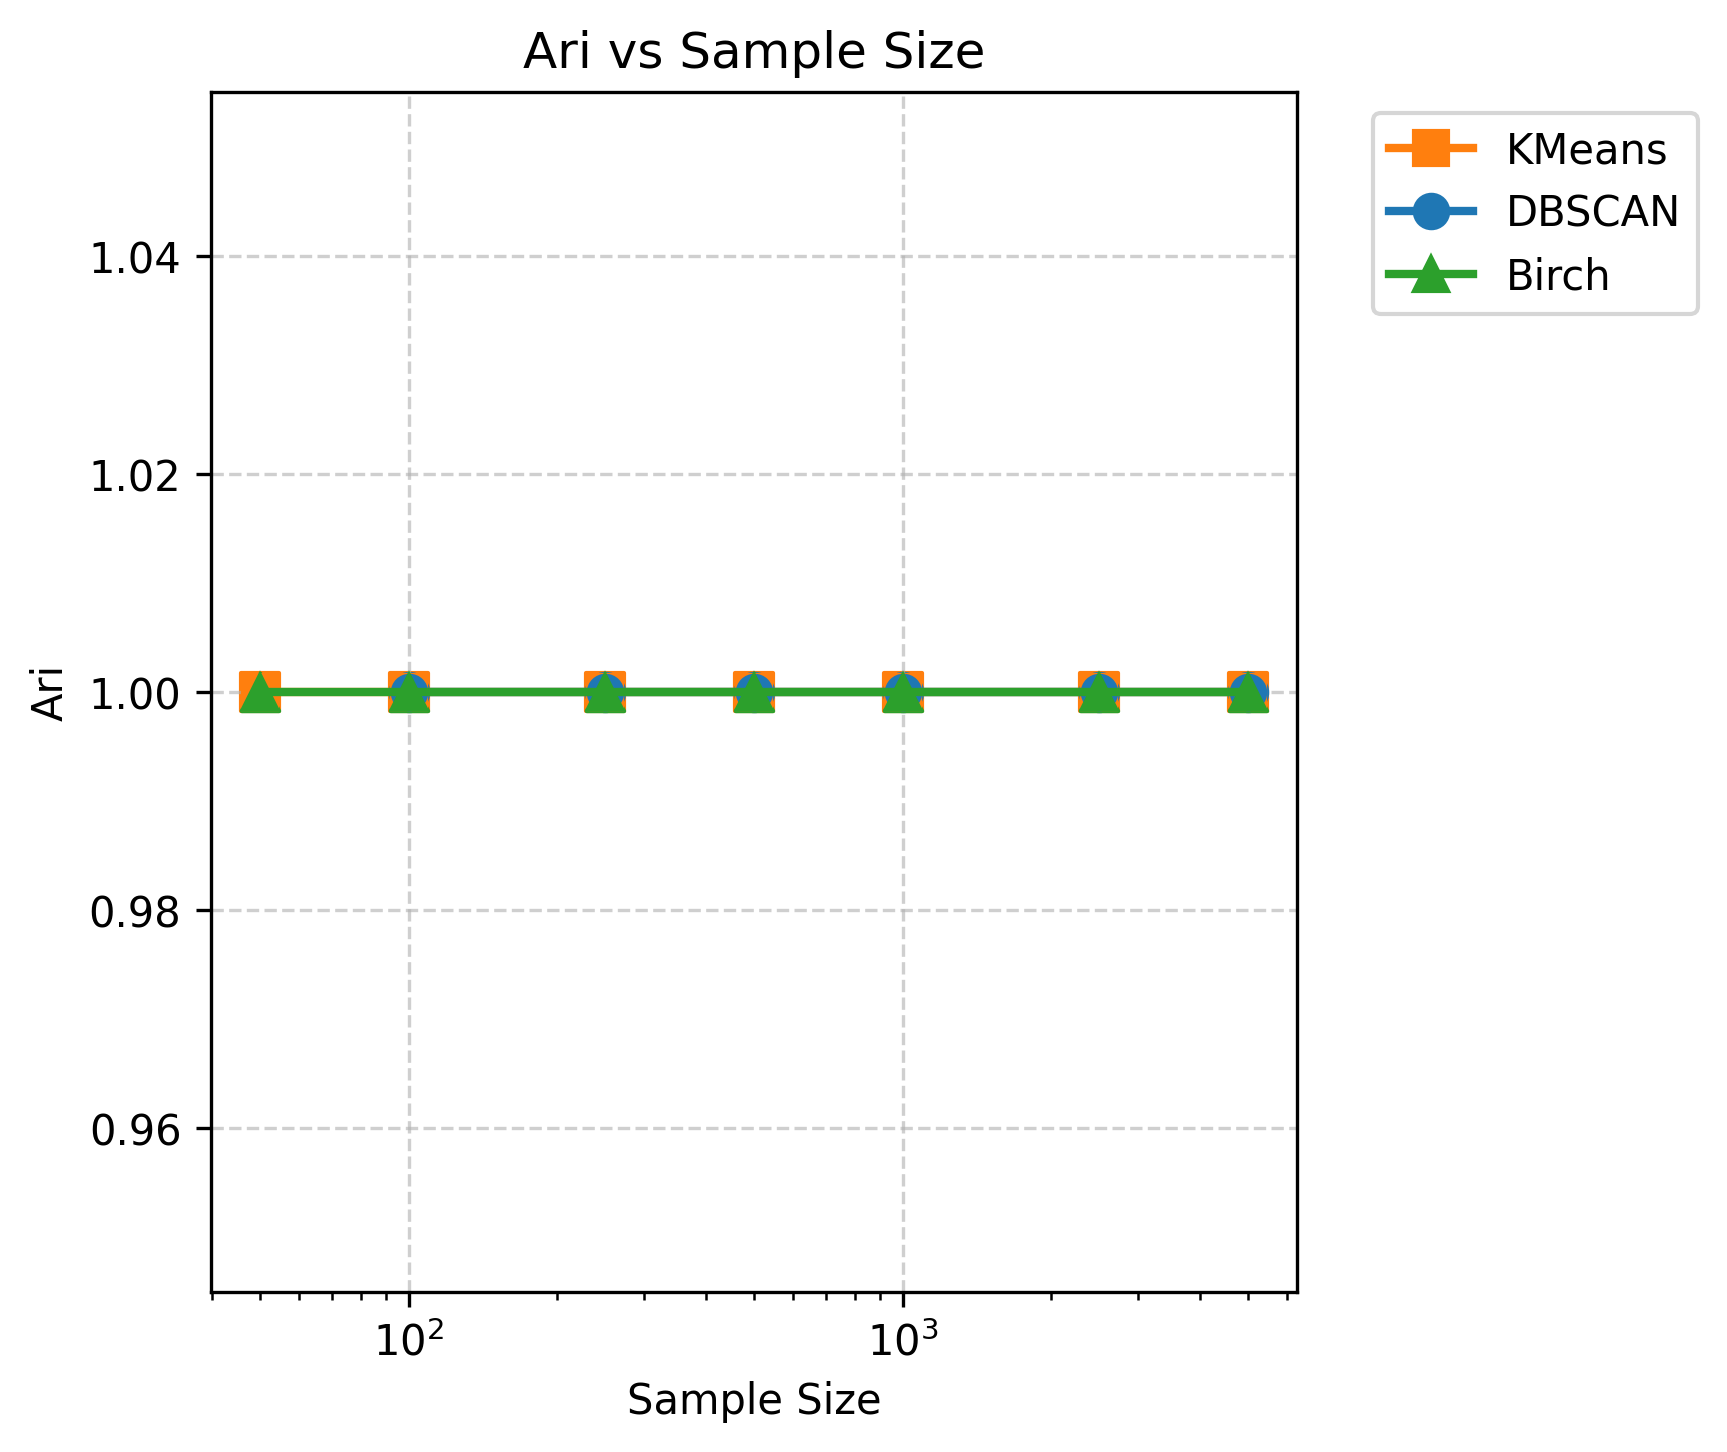 Ari vs Sample Size
KMeans
DBSCAN
Birch
1.04
1.02
1.00
0.98
0.96
Ari
10²
10³
Sample Size